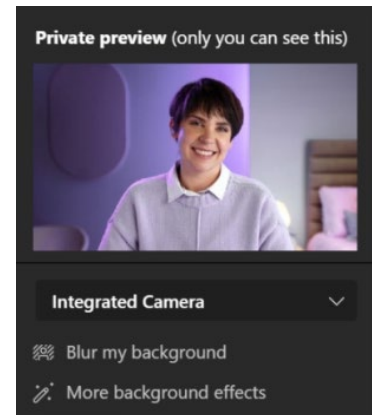 Private preview (only you can see this)
Integrated Camera
Blur my background
More background effects